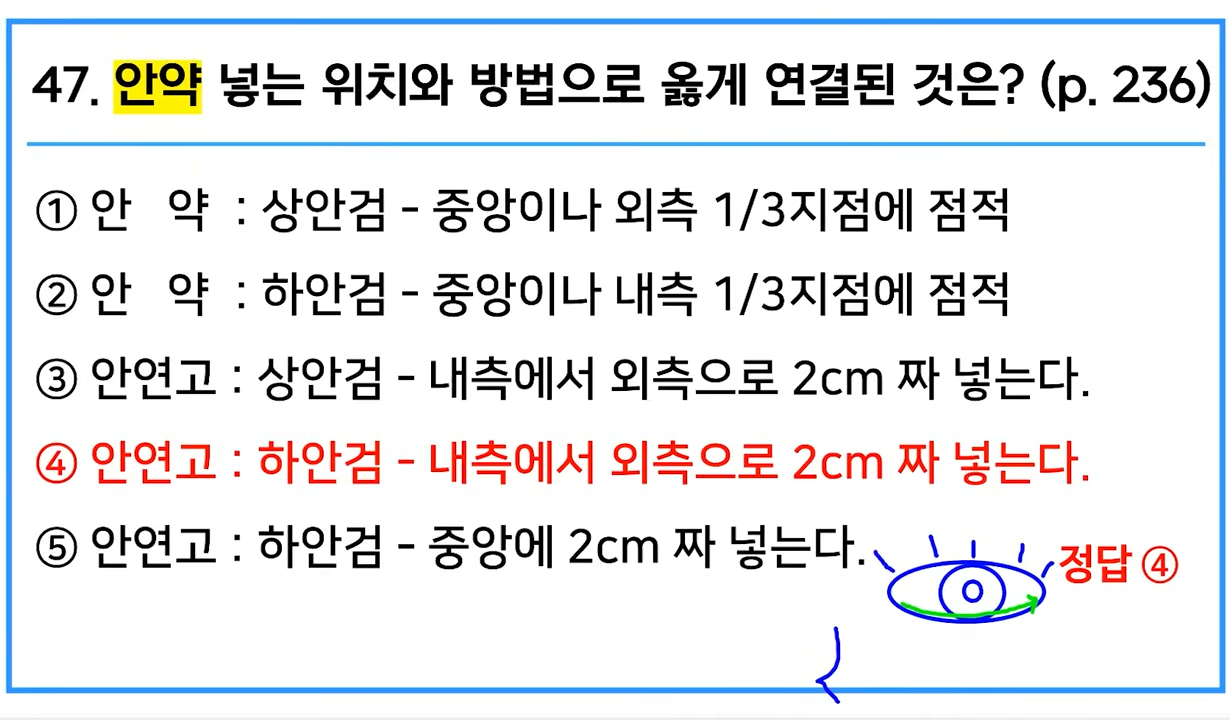 47. 안약 넣는 위치와 방법으로 옳게 연결된 것은? (p. 236)
① 안 약 : 상안검 - 중앙이나 외측 1/3지점에 점적
② 안 약 : 하안검 - 중앙이나 내측 1/3지점에 점적
③ 안연고 : 상안검 - 내측에서 외측으로 2cm 짜 넣는다.
④ 안연고 : 하안검 - 내측에서 외측으로 2cm 짜 넣는다.
⑤ 안연고 : 하안검 - 중앙에 2cm 짜 넣는다.
정답 ④